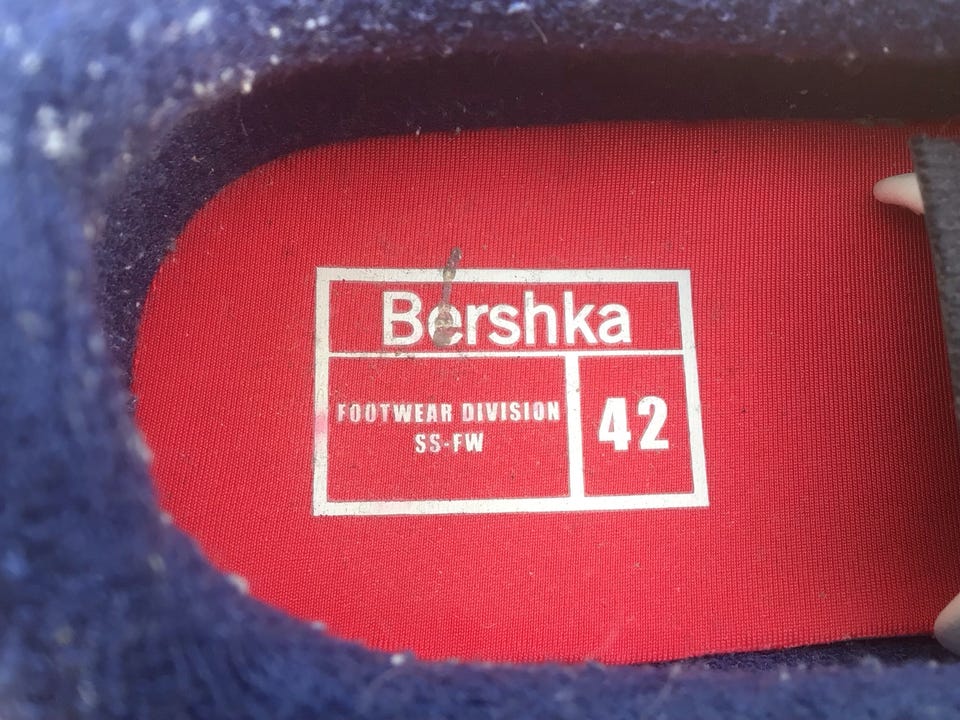 Bershka
FOOTWEAR DIVISION
SS-FW
42